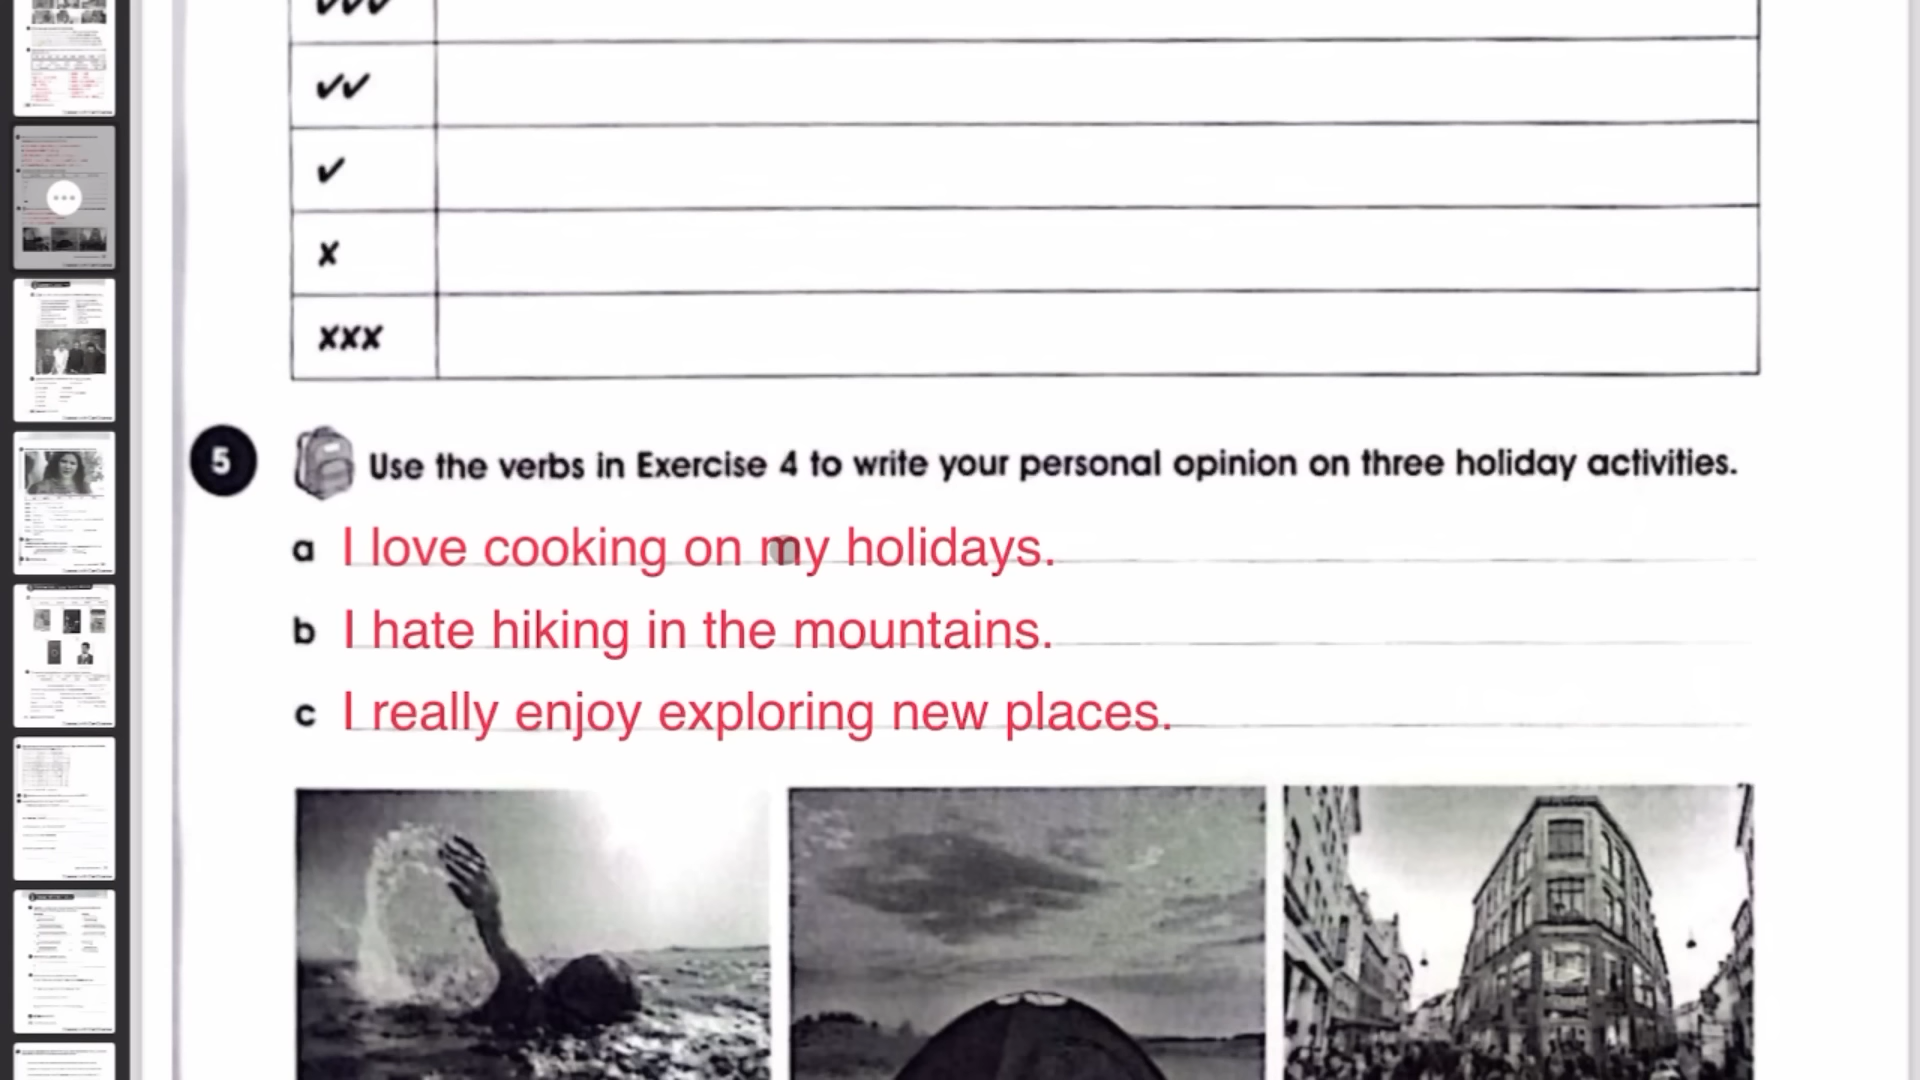 5 Use the verbs in Exercise 4 to write your personal opinion on three holiday activities.
a I love cooking on my holidays.
b I hate hiking in the mountains.
c I really enjoy exploring new places.